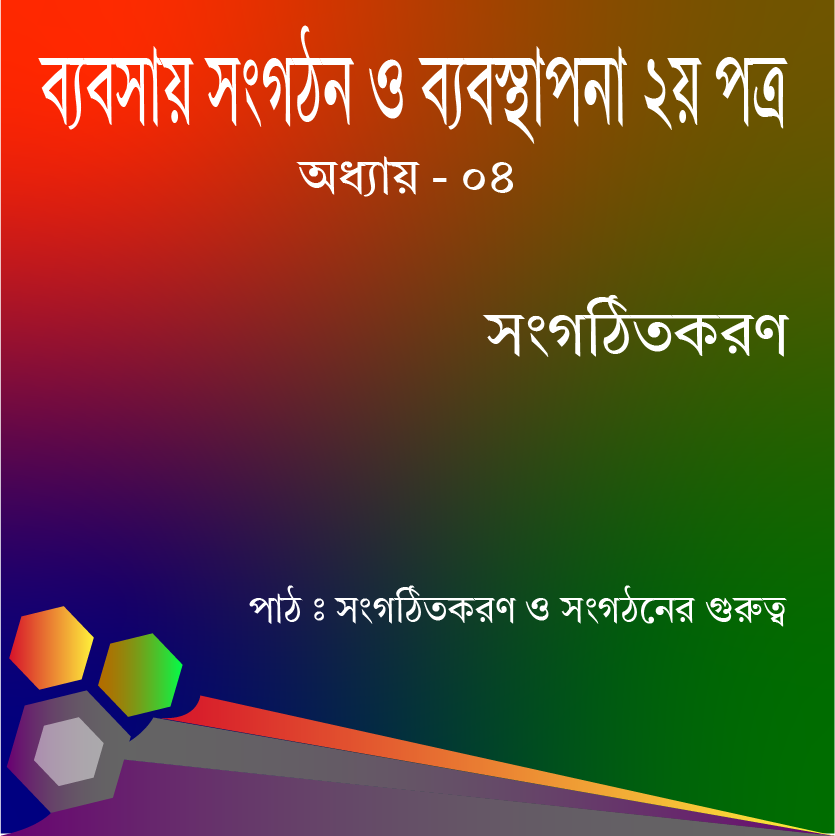 ব্যবসায় সংগঠন ও ব্যবস্থাপনা ২য় পত্র
অধ্যায় - ০৪
সংগঠিতকরণ
পাঠ ঃ সংগঠিতকরণ ও সংগঠনের গুরুত্ব